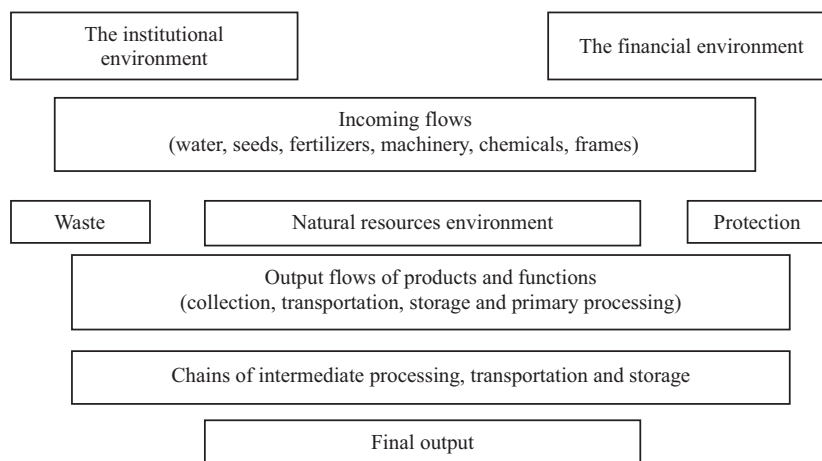 The institutional
environment
The financial environment
Incoming flows
(water, seeds, fertilizers, machinery, chemicals, frames)
Waste
Natural resources environment
Protection
Output flows of products and functions
(collection, transportation, storage and primary processing)
Chains of intermediate processing, transportation and storage
Final output